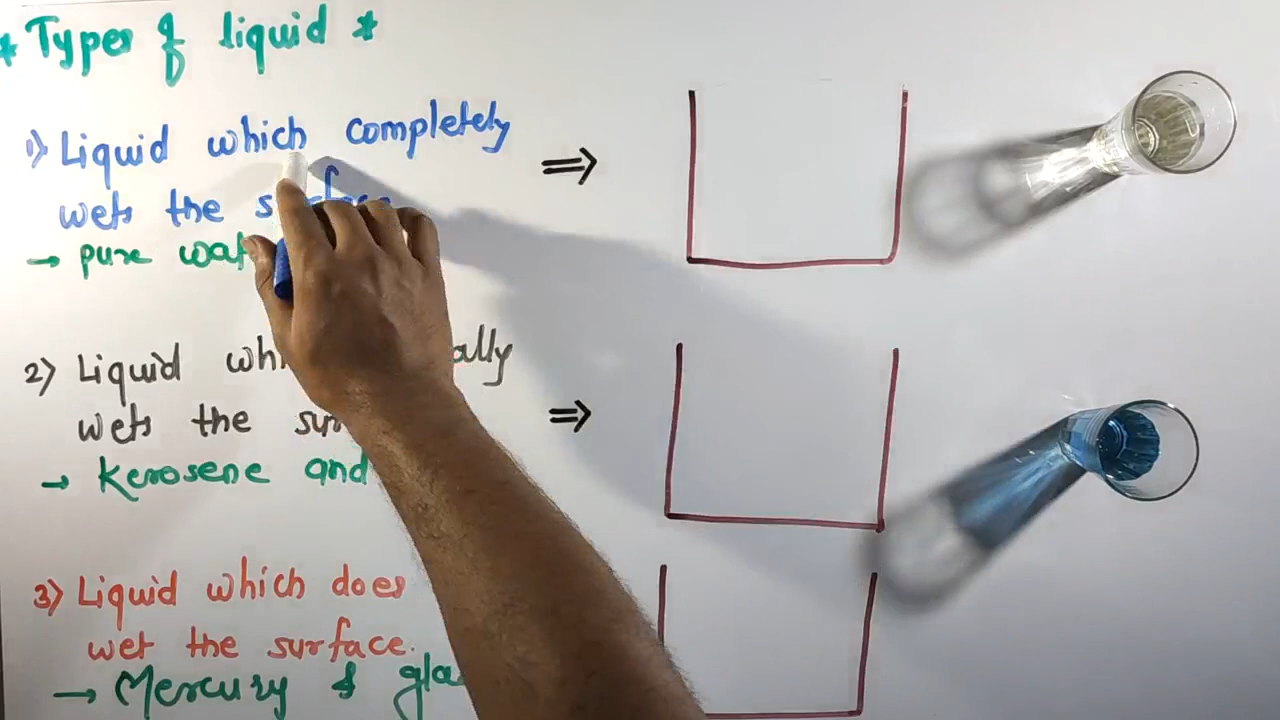 * Types of liquid *
1) Liquid which completely
wets the surface
→ pure
2) Liquid
wets the
→ Kerosene and
3) Liquid which does
wet the surface.
→ Mercury &